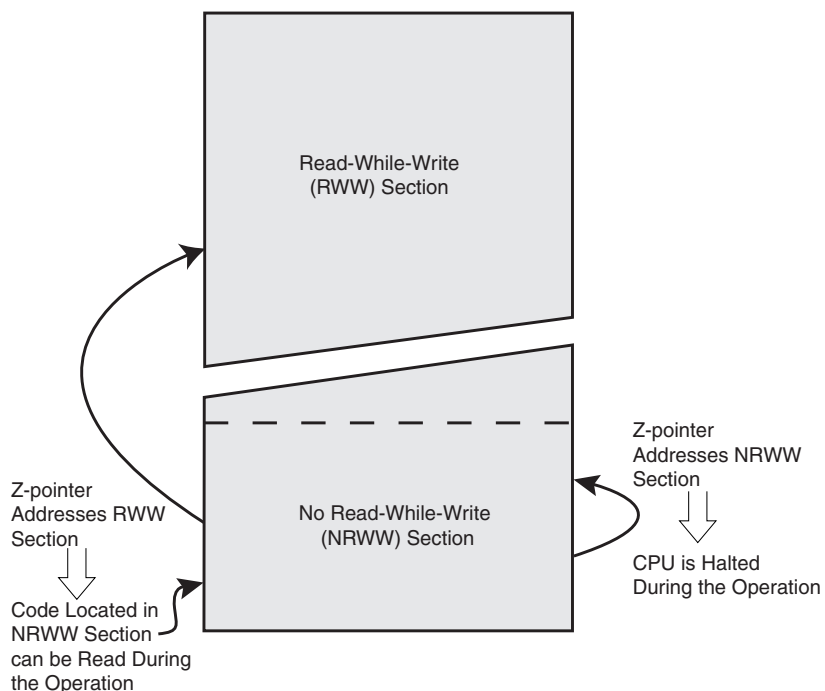 Read-While-Write
(RWW) Section
Z-pointer
Addresses NRWW
Section
CPU is Halted
During the Operation
No Read-While-Write
(NRWW) Section
Z-pointer
Addresses RWW
Section
Code Located in
NRWW Section
can be Read During
the Operation